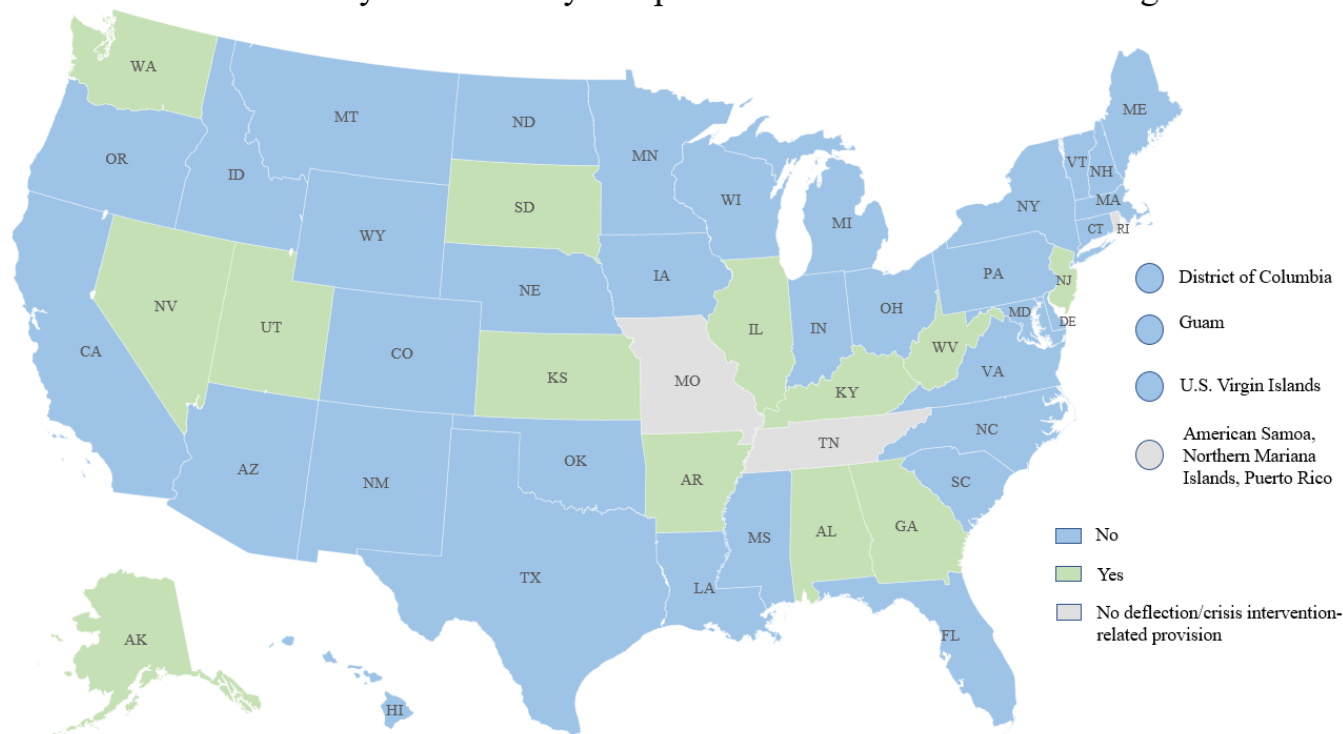 WA
MT
ND
MN
ME
OR
ID
SD
WI
MI
VT
NH
NY
MA
CT
RI
WY
IA
PA
NJ
NE
NV
UT
IL
IN
OH
MD
DE
CA
CO
KS
MO
WV
VA
KY
NC
TN
AZ
NM
OK
AR
SC
MS
AL
GA
TX
LA
FL
AK
HI
District of Columbia
Guam
U.S. Virgin Islands
American Samoa,
Northern Mariana
Islands, Puerto Rico
No
Yes
No deflection/crisis intervention-
related provision